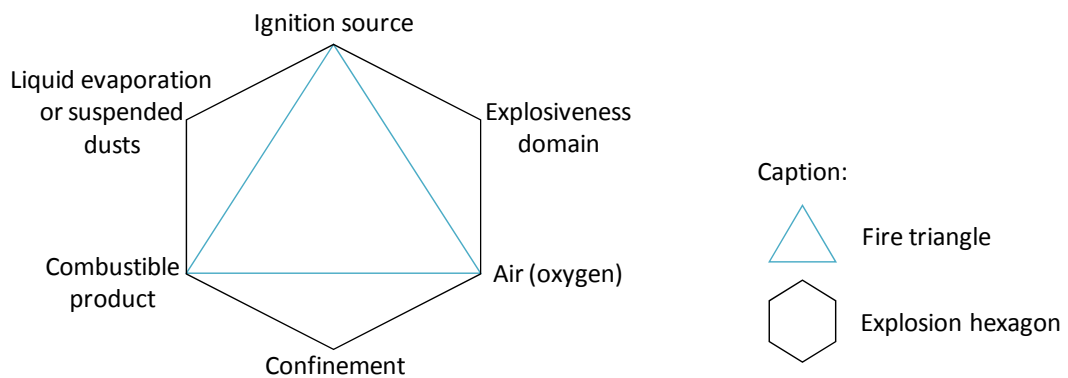 Ignition source
Liquid evaporation
or suspended
dusts
Explosiveness
domain
Combustible
product
Air (oxygen)
Confinement
Caption:
Fire triangle
Explosion hexagon